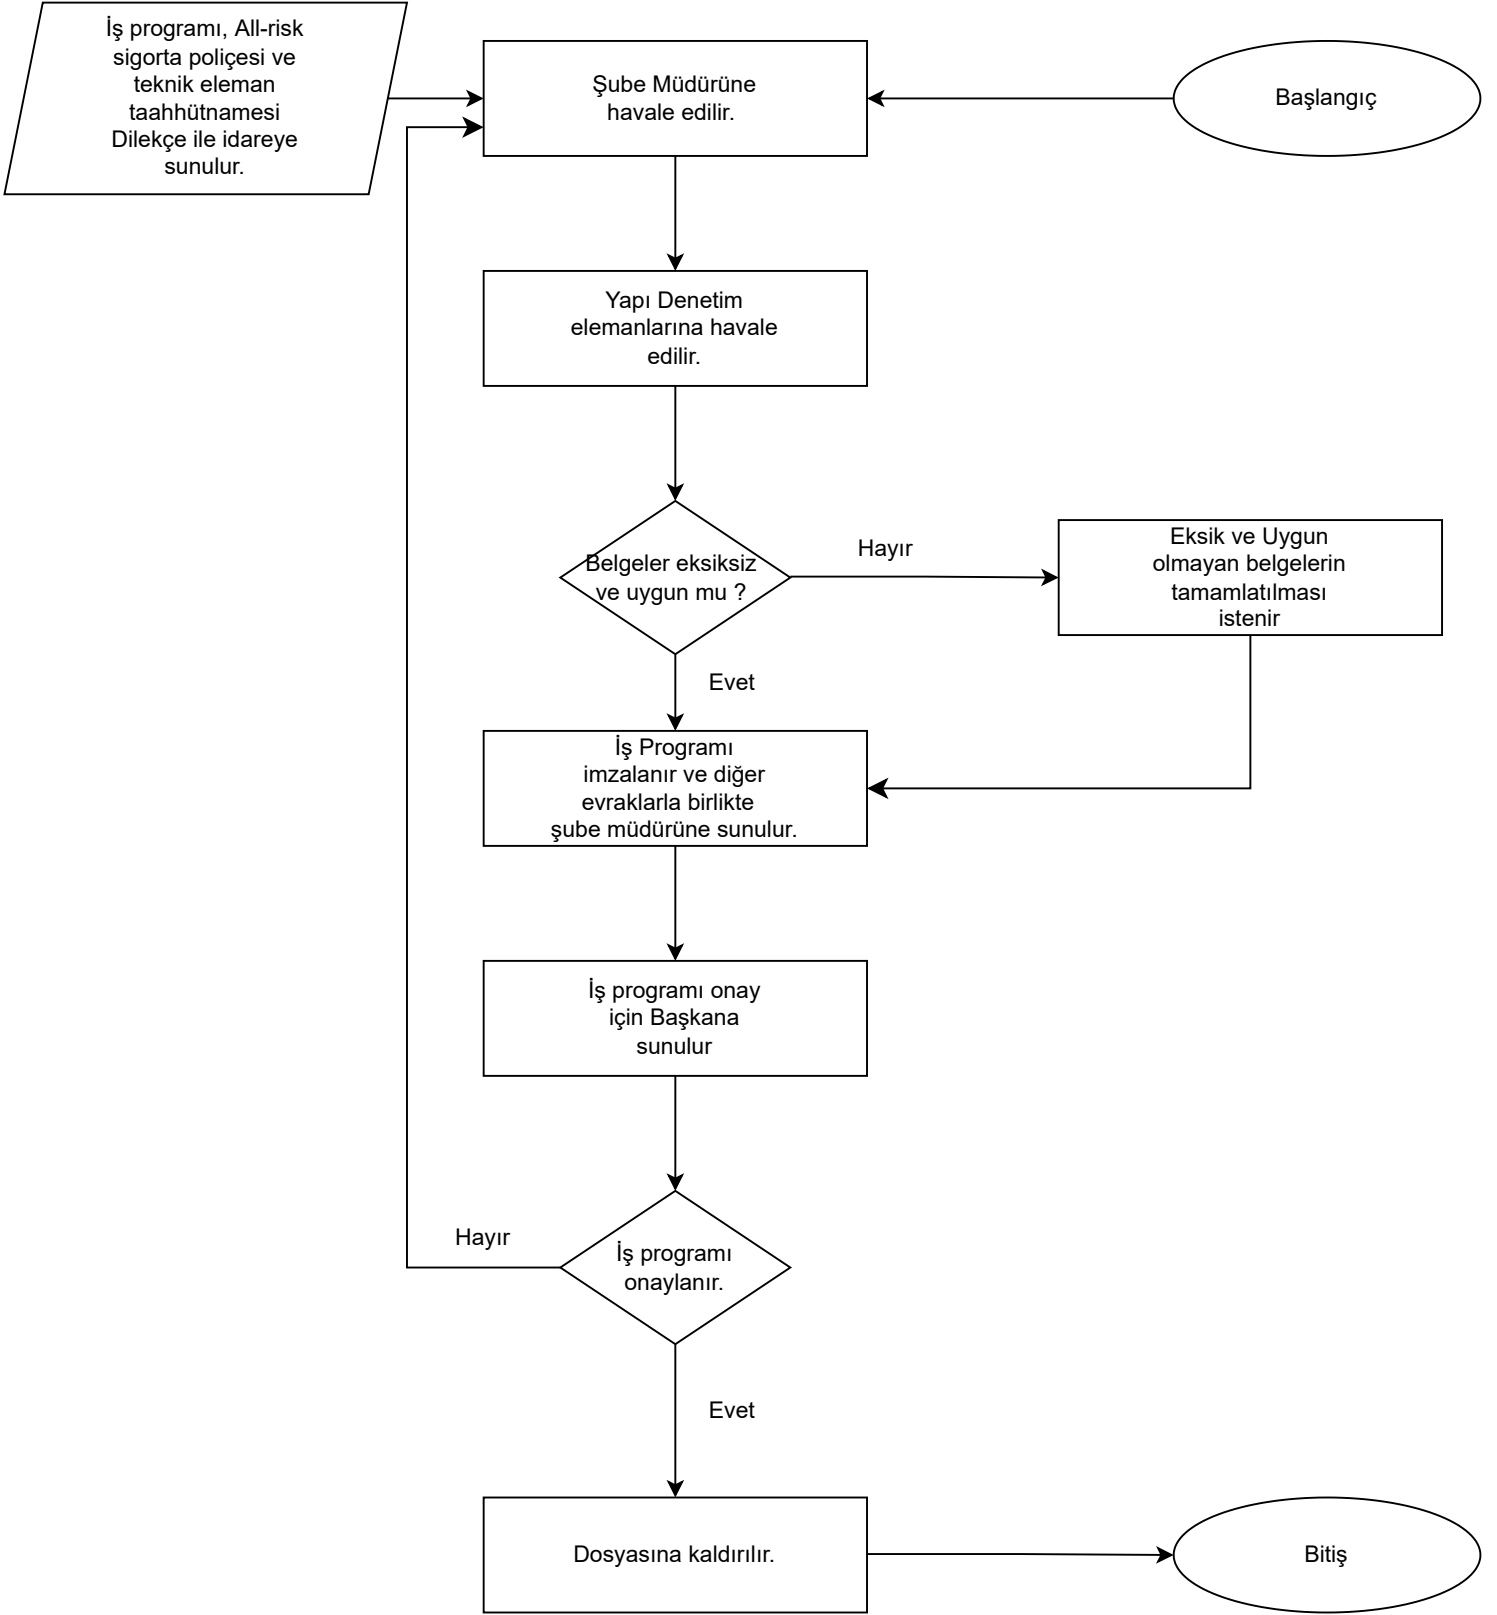 İş programı, All-risk
sigorta poliçesi ve
teknik eleman
taahhütnamesi
Dilekçe ile idareye
sunulur.
Şube Müdürüne
havale edilir.
Başlangıç
Yapı Denetim
elemanlarına havale
edilir.
Belgeler eksiksiz
ve uygun mu ?
Hayır
Eksik ve Uygun
olmayan belgelerin
tamamlatılması
istenir
Evet
İş Programı
imzalanır ve diğer
evraklarla birlikte
şube müdürüne sunulur.
İş programı onay
için Başkana
sunulur
Hayır
İş programı
onaylanır.
Evet
Dosyasına kaldırılır.
Bitiş